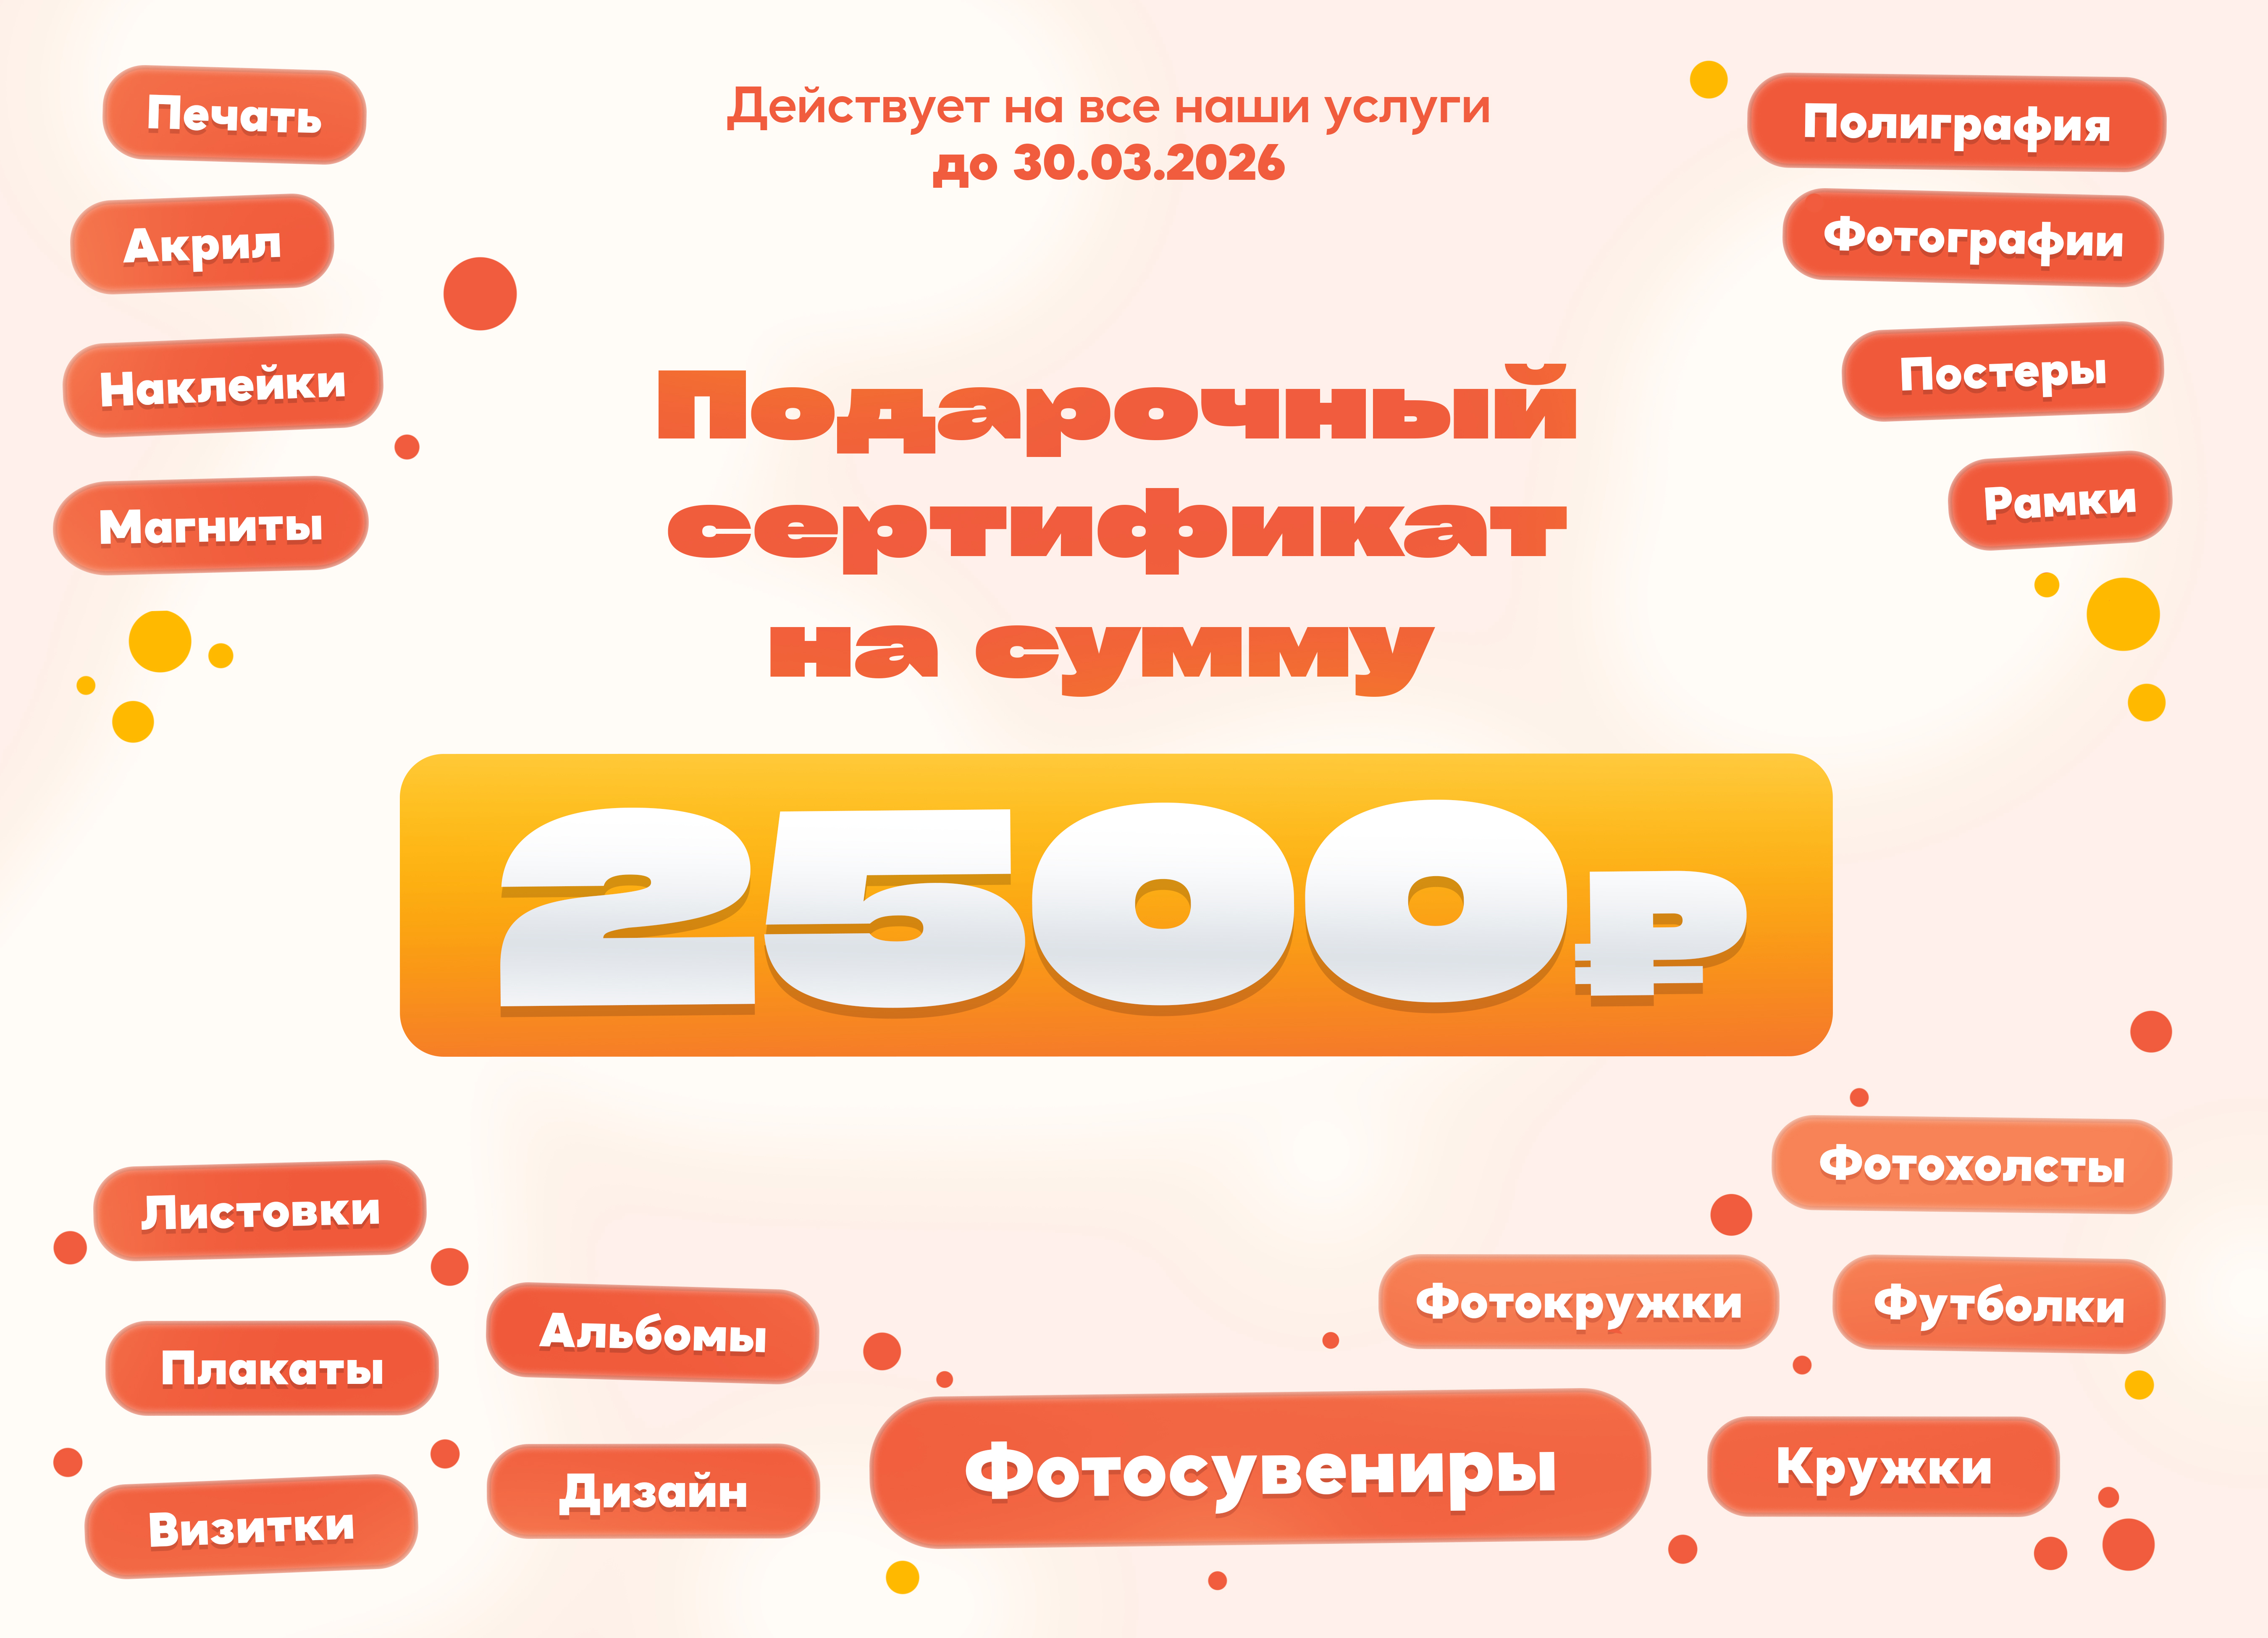 Действует на все наши услуги
до 30.03.2026
Печать
Акрил
Наклейки
Магниты
Полиграфия
Фотографии
Постеры
Рамки
Подарочный
сертификат
на сумму
2500₽
Листовки
Плакаты
Визитки
Альбомы
Дизайн
Фотосувениры
Фотохолсты
Фотокружки
Футболки
Кружки